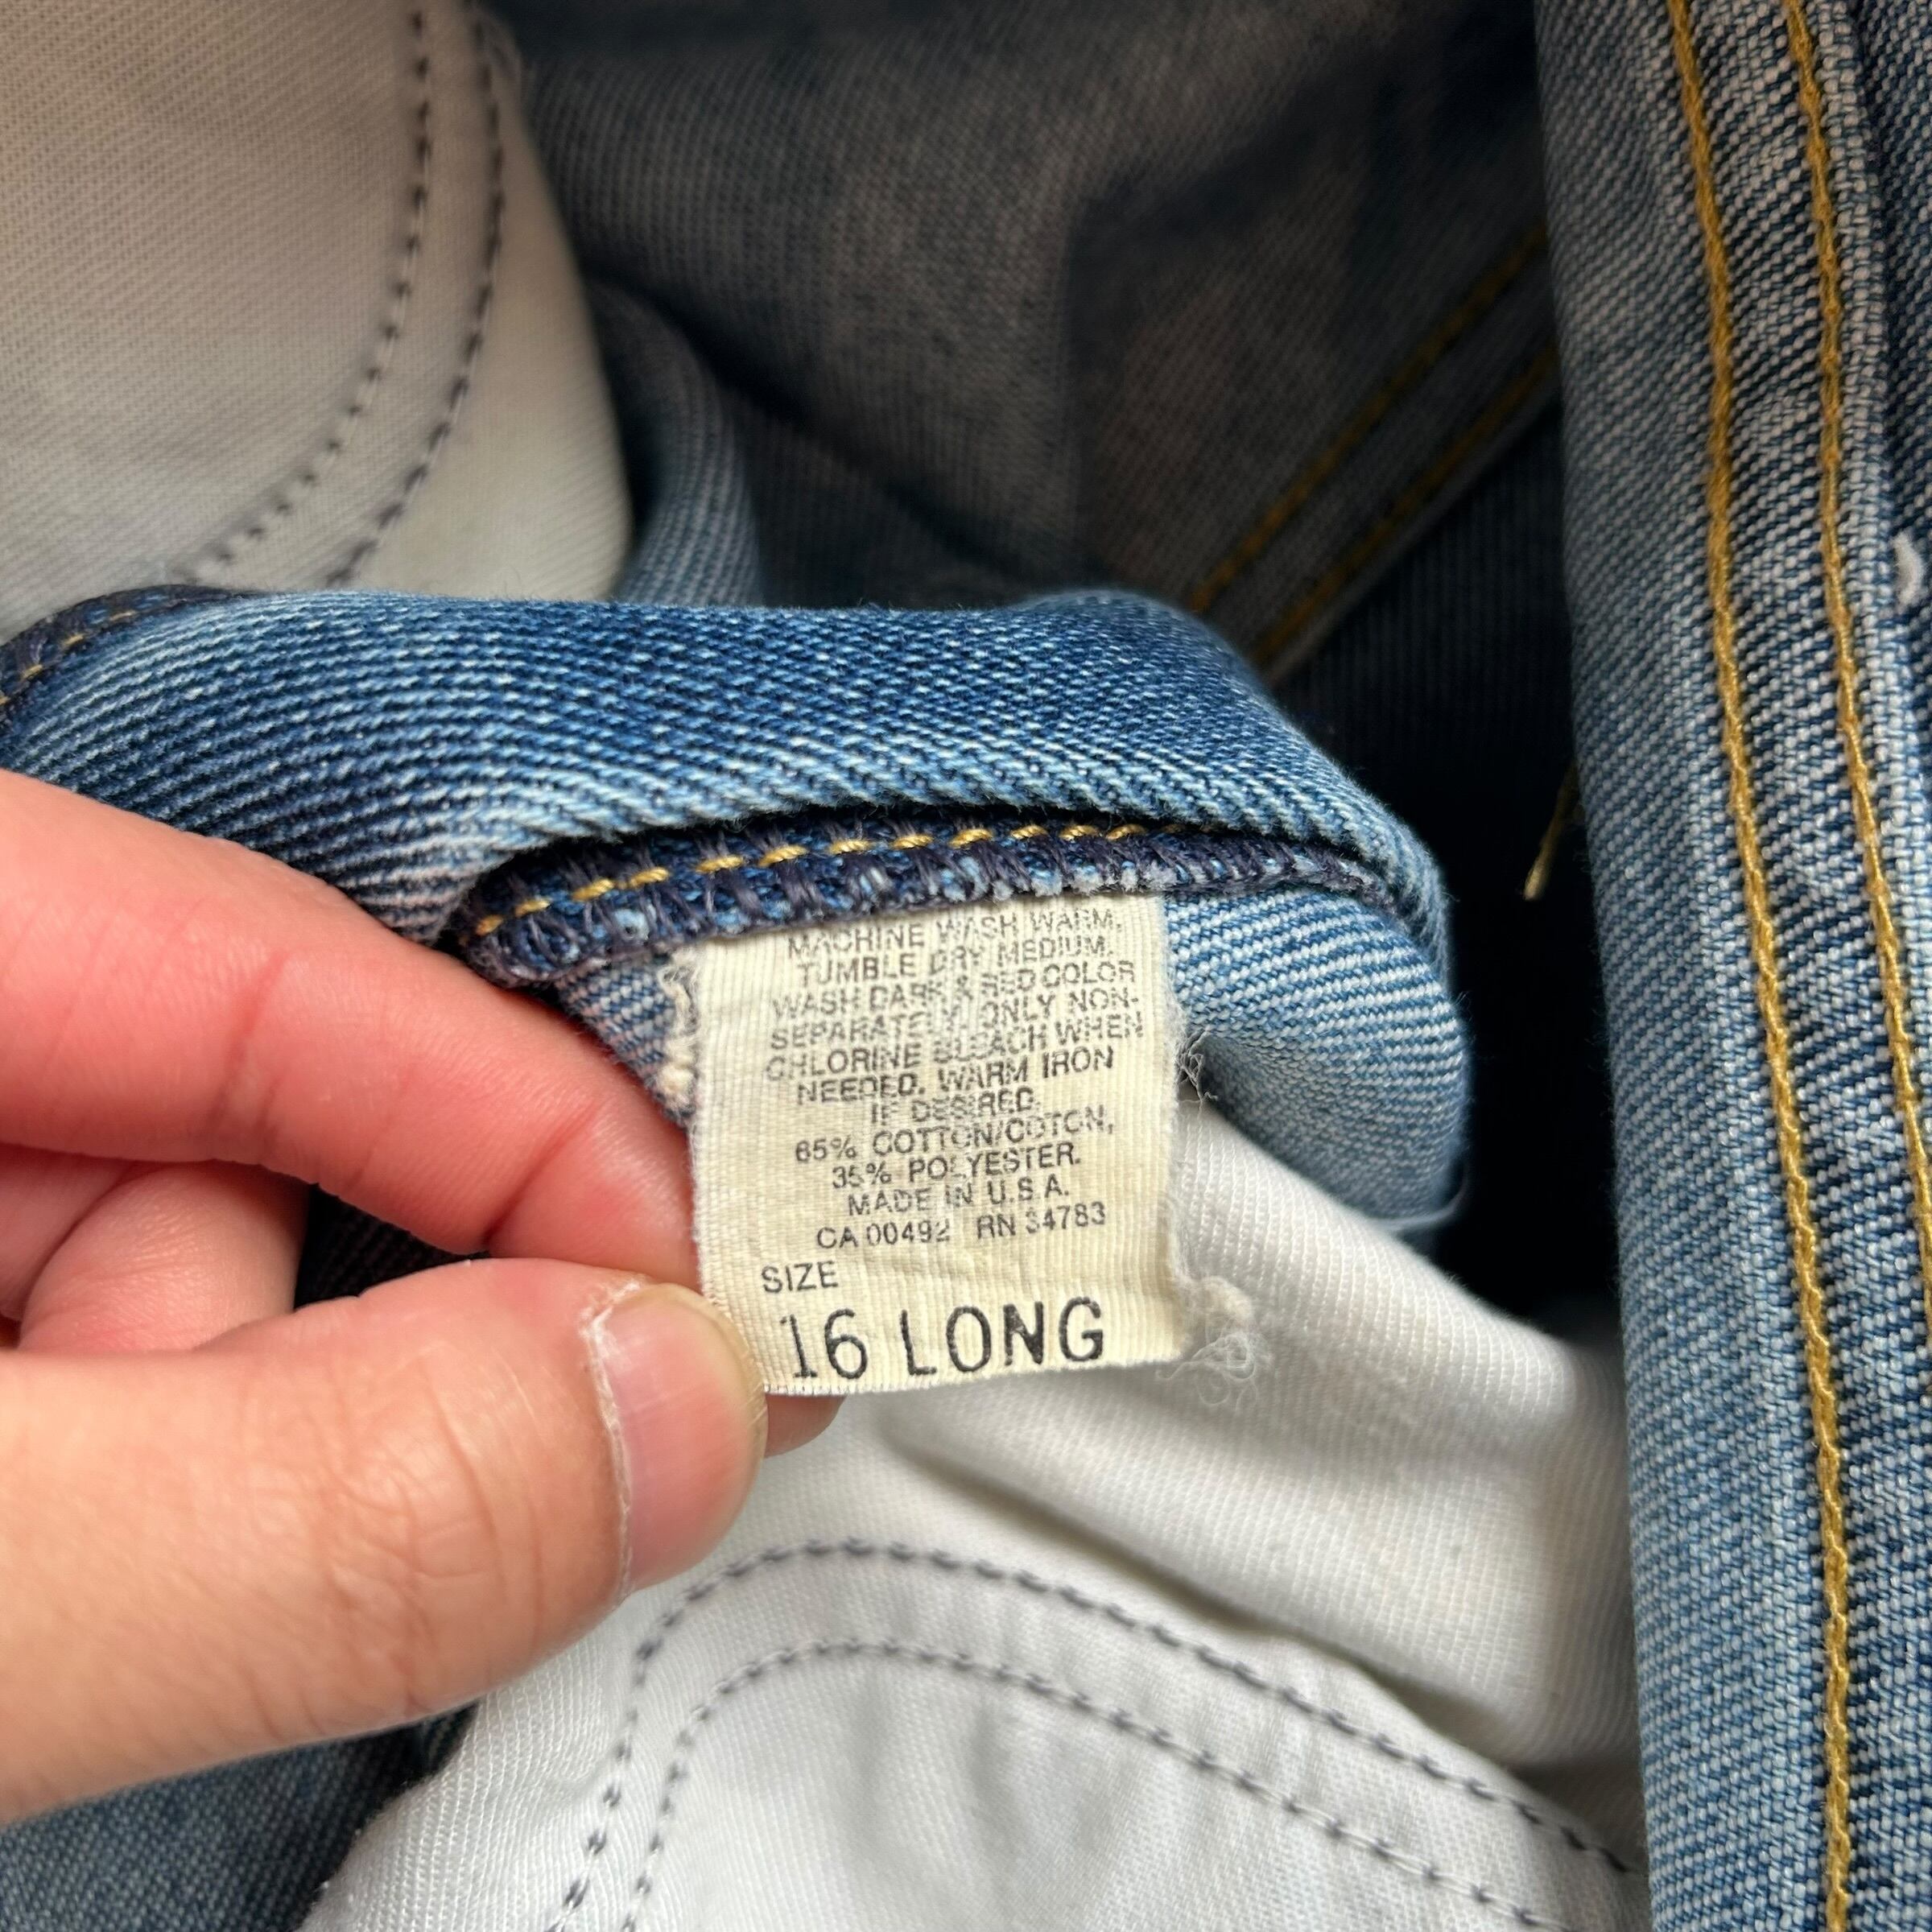 MACHINE WASH WARM.
TUMBLE DRY MEDIUM.
WASH DARK & RED COLOR
SEPARATELY. ONLY NON-
CHLORINE BLEACH WHEN
NEEDED. WARM IRON
IF DESIRED.
65% COTTON/COTON,
35% POLYESTER.
MADE IN U.S.A.
CA 00492 RN 34783
SIZE
16 LONG